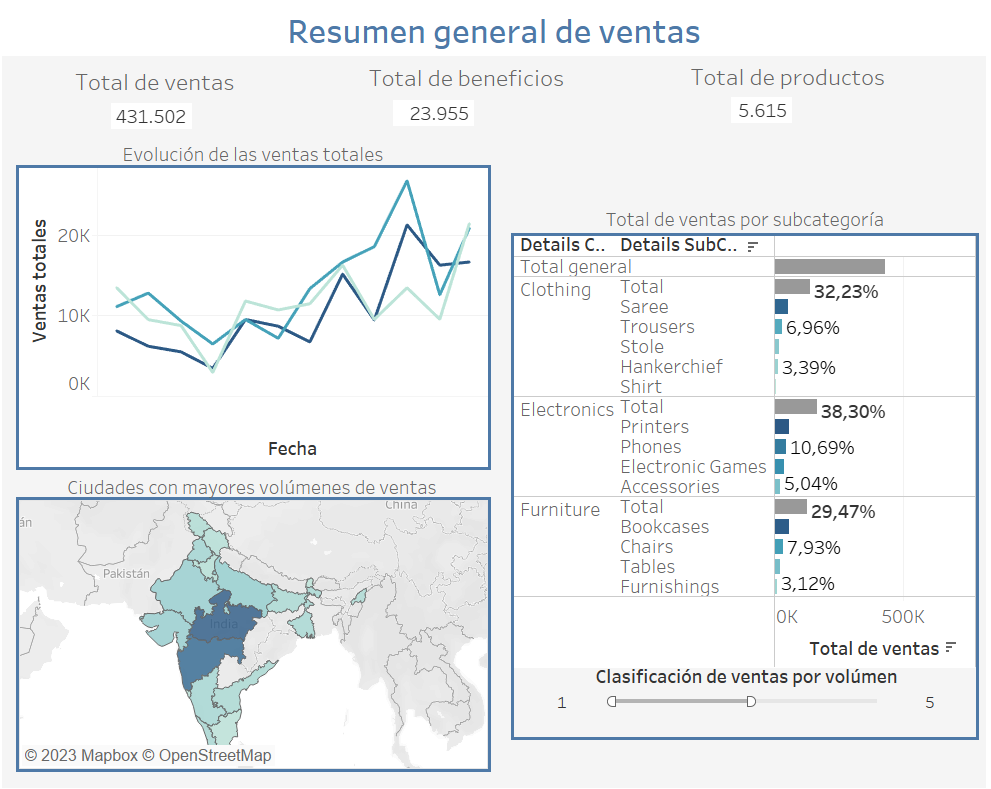 Resumen general de ventas
Total de ventas
431.502
Total de beneficios
23.955
Total de productos
5.615
Evolución de las ventas totales
Ventas totales
20K
10K
0K
Fecha
Ciudades con mayores volúmenes de ventas
án
China
Pakistán
India
© 2023 Mapbox © OpenStreetMap
Total de ventas por subcategoría
Details C.. Details SubC..
Total general
Clothing Total 32,23%
Saree
Trousers 6,96%
Stole
Hankerchief 3,39%
Shirt
Electronics Total 38,30%
Printers
Phones 10,69%
Electronic Games
Accessories 5,04%
Furniture Total 29,47%
Bookcases
Chairs 7,93%
Tables
Furnishings 3,12%
0K 500K
Total de ventas
Clasificación de ventas por volúmen
1 5